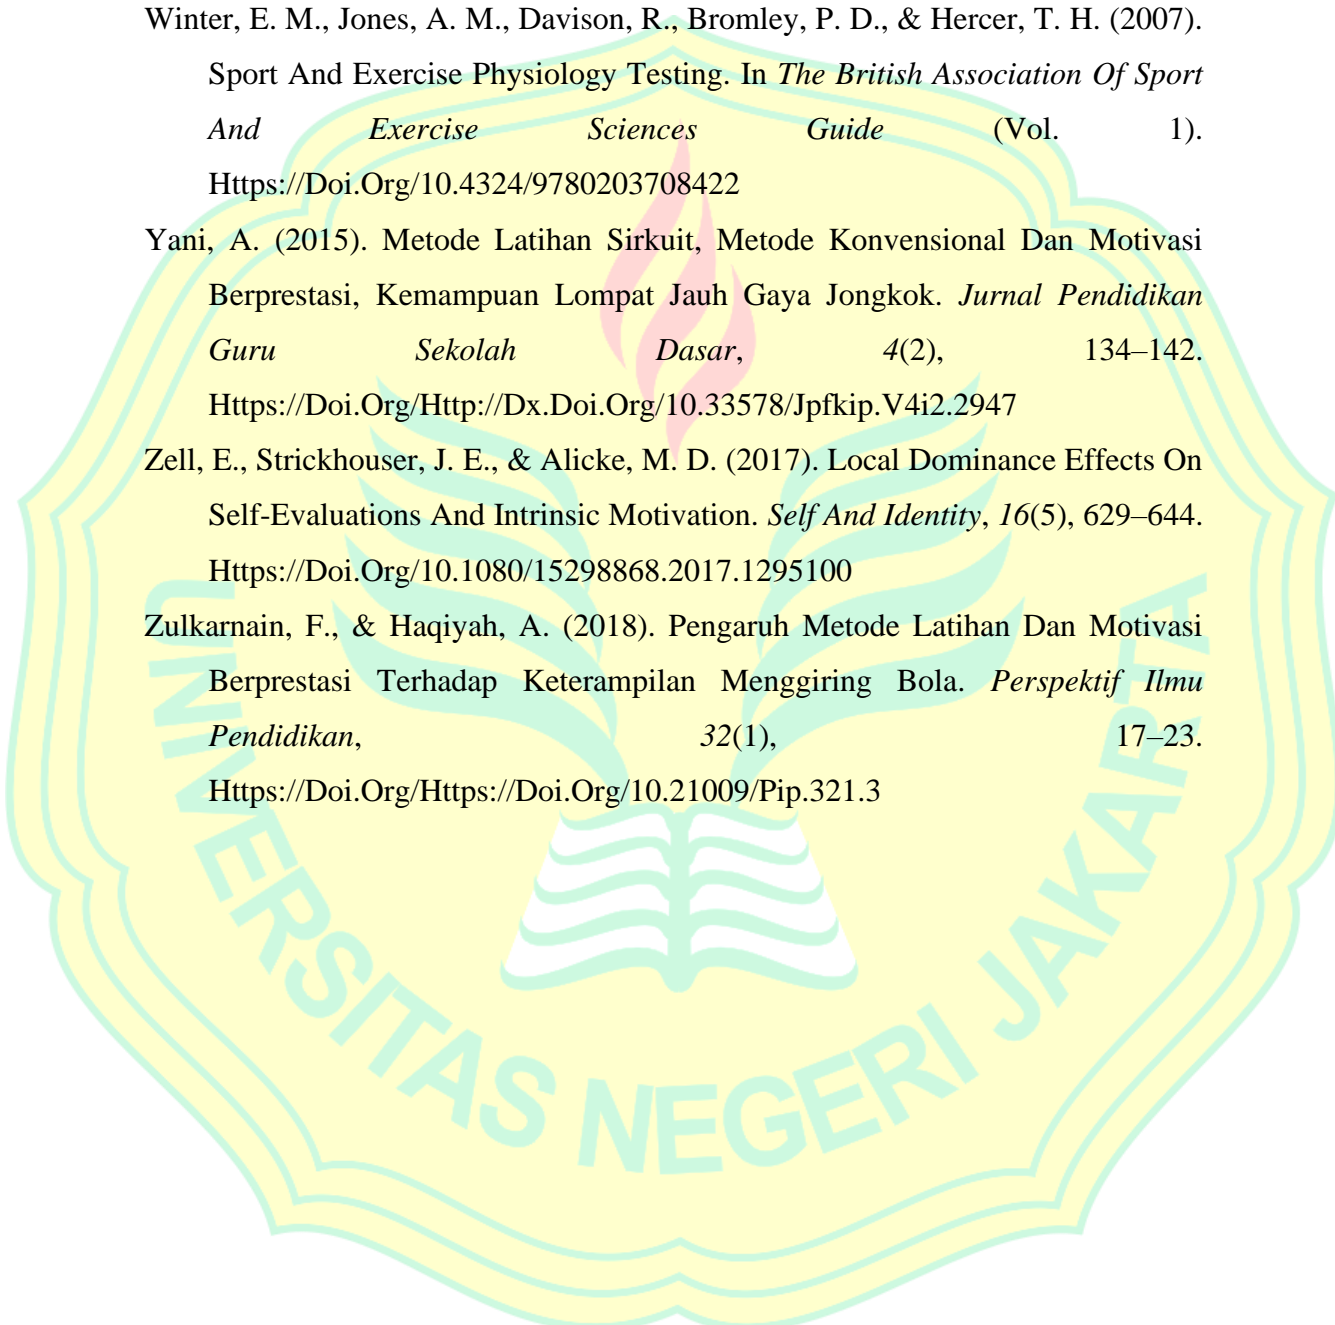 Winter, E. M., Jones, A. M., Davison, R., Bromley, P. D., & Hercer, T. H. (2007).
Sport And Exercise Physiology Testing. In The British Association Of Sport
And Exercise Sciences Guide (Vol. 1).
Https://Doi.Org/10.4324/9780203708422
Yani, A. (2015). Metode Latihan Sirkuit, Metode Konvensional Dan Motivasi
Berprestasi, Kemampuan Lompat Jauh Gaya Jongkok. Jurnal Pendidikan
Guru Sekolah Dasar, 4(2), 134–142.
Https://Doi.Org/Http://Dx.Doi.Org/10.33578/Jpfkip.V4i2.2947
Zell, E., Strickhouser, J. E., & Alicke, M. D. (2017). Local Dominance Effects On
Self-Evaluations And Intrinsic Motivation. Self And Identity, 16(5), 629–644.
Https://Doi.Org/10.1080/15298868.2017.1295100
Zulkarnain, F., & Haqiyah, A. (2018). Pengaruh Metode Latihan Dan Motivasi
Berprestasi Terhadap Keterampilan Menggiring Bola. Perspektif Ilmu
Pendidikan, 32(1), 17–23.
Https://Doi.Org/Https://Doi.Org/10.21009/Pip.321.3
UNIVERSITAS NEGERI JAKARTA